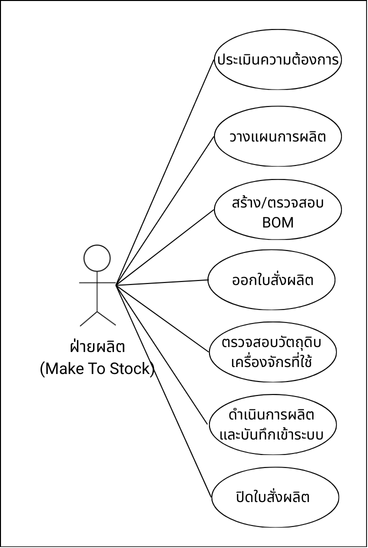 ประเมินความต้องการ
วางแผนการผลิต
สร้าง/ตรวจสอบ
BOM
ออกใบสั่งผลิต
ฝ่ายผลิต
(Make To Stock)
ตรวจสอบวัตถุดิบ
เครื่องจักรที่ใช้
ดำเนินการผลิต
และบันทึกเข้าระบบ
ปิดใบสั่งผลิต